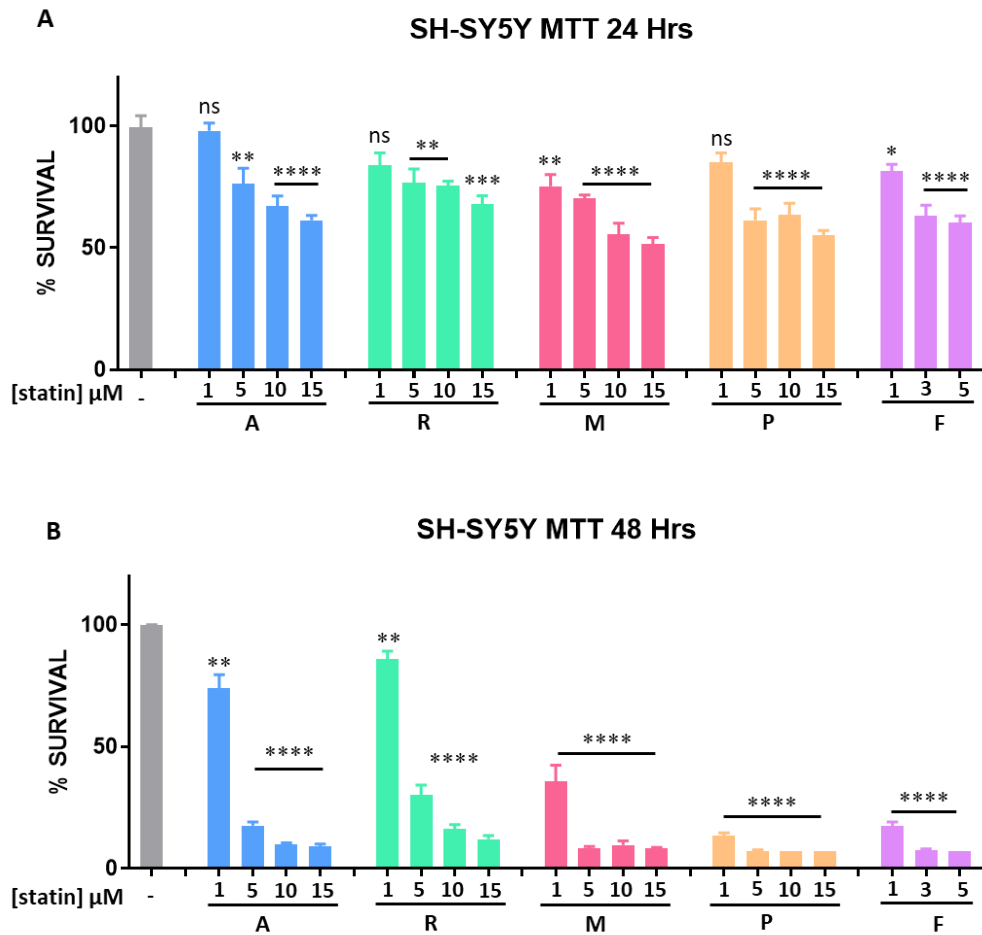 A
SH-SY5Y MTT 24 Hrs
% SURVIVAL
100
50
0
ns
**
****
ns
**
***
**
****
ns
****
*
****
[statin] µM - 1 5 10 15 1 5 10 15 1 5 10 15 1 5 10 15 1 3 5
A R M P F
B
SH-SY5Y MTT 48 Hrs
% SURVIVAL
100
50
0
**
****
**
****
****
****
****
[statin] µM - 1 5 10 15 1 5 10 15 1 5 10 15 1 5 10 15 1 3 5
A R M P F